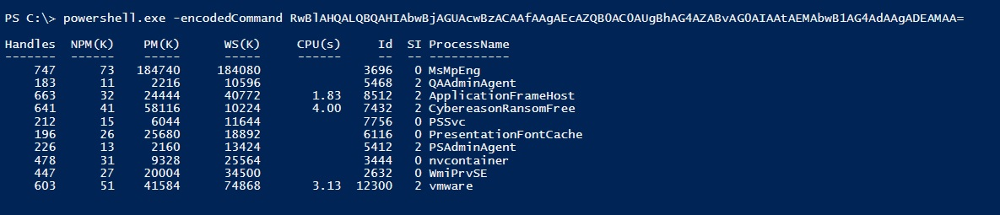 PS C:\> powershell.exe -encodedCommand RwBlAHQALQBQAHIAbwBjAGUAcwBzACAAfAAgAEcAZQB0AC0AUgBhAG4AZABvAG0AIAAtAEMAbwB1AG4AdAAgADEAMAA=
Handles NPM(K) PM(K) WS(K) CPU(s) Id SI ProcessName
------- ------ ----- ----- ------ -- -- -----------
747 73 184740 184080 3696 0 MsMpEng
183 11 2216 10596 5468 2 QAAdminAgent
663 32 24444 40772 1.83 8512 2 ApplicationFrameHost
641 41 58116 10224 4.00 7432 2 CybereasonRansomFree
212 15 6044 11644 7756 0 PSSvc
196 26 25680 18892 6116 0 PresentationFontCache
226 13 2160 13424 5412 2 PSAdminAgent
478 31 9328 25564 3444 0 nvcontainer
447 27 20004 34500 2632 0 WmiPrvSE
603 51 41584 74868 3.13 12300 2 vmware